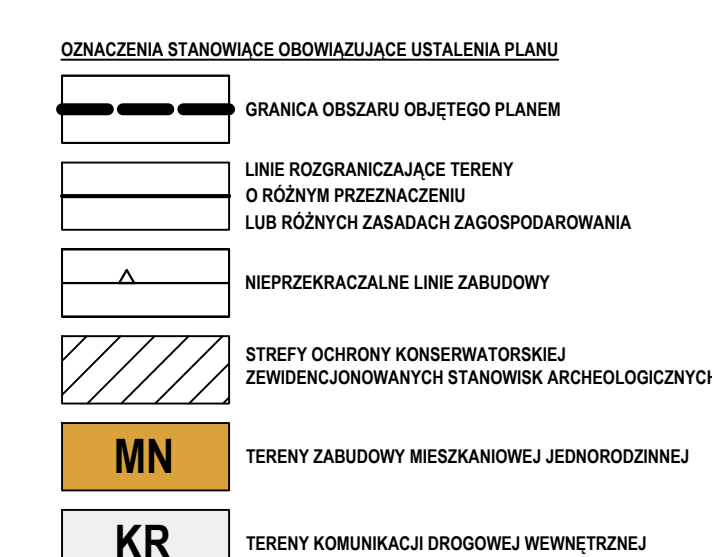 OZNACZENIA STANOWIĄCE OBOWIĄZUJĄCE USTALENIA PLANU
GRANICA OBSZARU OBJĘTEGO PLANEM
LINIE ROZGRANICZAJĄCE TERENY
O RÓŻNYM PRZEZNACZENIU
LUB RÓŻNYCH ZASADACH ZAGOSPODAROWANIA
NIEPRZEKRACZALNE LINIE ZABUDOWY
STREFY OCHRONY KONSERWATORSKIEJ
ZEWIDENCJONOWANYCH STANOWISK ARCHEOLOGICZNYCH
MN TERENY ZABUDOWY MIESZKANIOWEJ JEDNORODZINNEJ
KR TERENY KOMUNIKACJI DROGOWEJ WEWNĘTRZNEJ